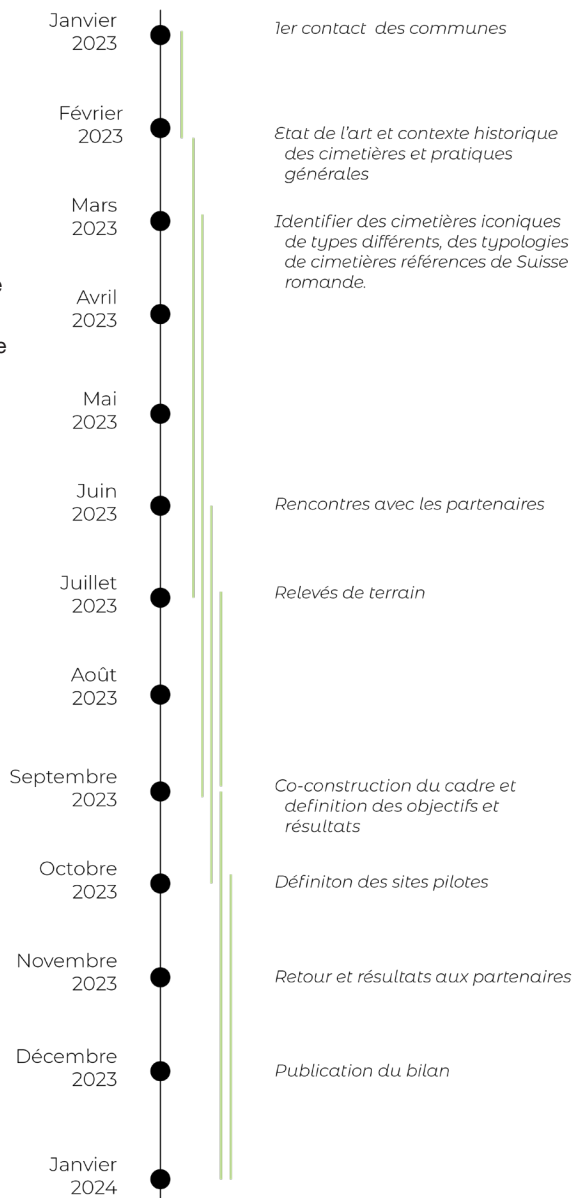 Janvier
2023
1er contact des communes
Février
2023
Etat de l'art et contexte historique
des cimetières et pratiques
générales
Mars
2023
Identifier des cimetières iconiques
de types différents, des typologies
de cimetières références de Suisse
romande.
e
Avril
2023
e
Mai
2023
Juin
2023
Rencontres avec les partenaires
Juillet
2023
Relevés de terrain
Août
2023
Septembre
2023
Co-construction du cadre et
definition des objectifs et
résultats
Octobre
2023
Définiton des sites pilotes
Novembre
2023
Retour et résultats aux partenaires
Décembre
2023
Publication du bilan
Janvier
2024